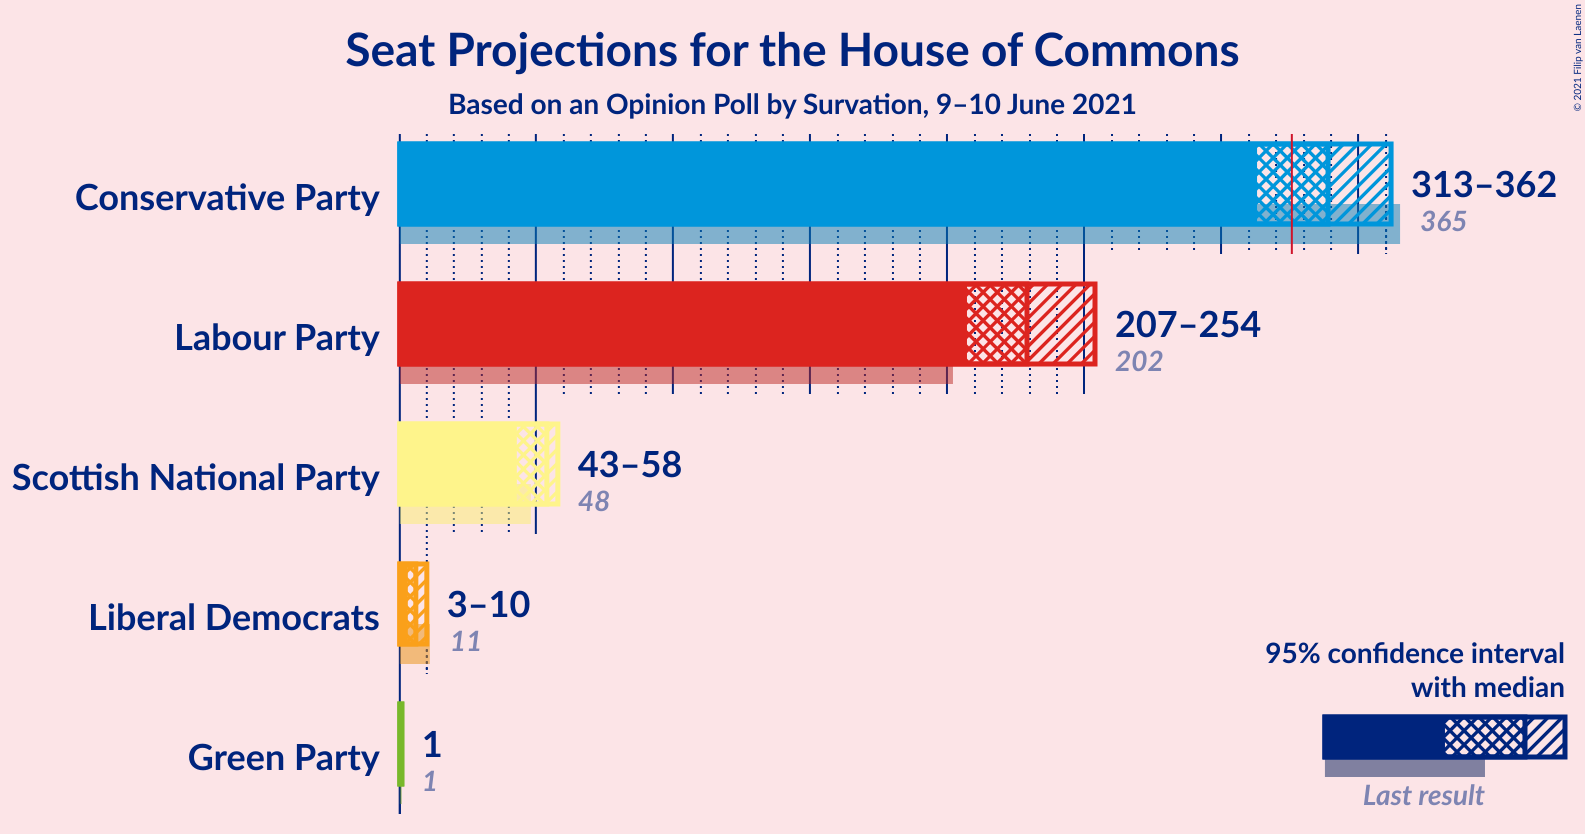 Seat Projections for the House of Commons
Based on an Opinion Poll by Survation, 9–10 June 2021
© 2021 Filip van Laenen
Conservative Party
313–362
365
Labour Party
207–254
202
Scottish National Party
43–58
48
Liberal Democrats
3–10
11
Green Party
1
1
95% confidence interval
with median
Last result